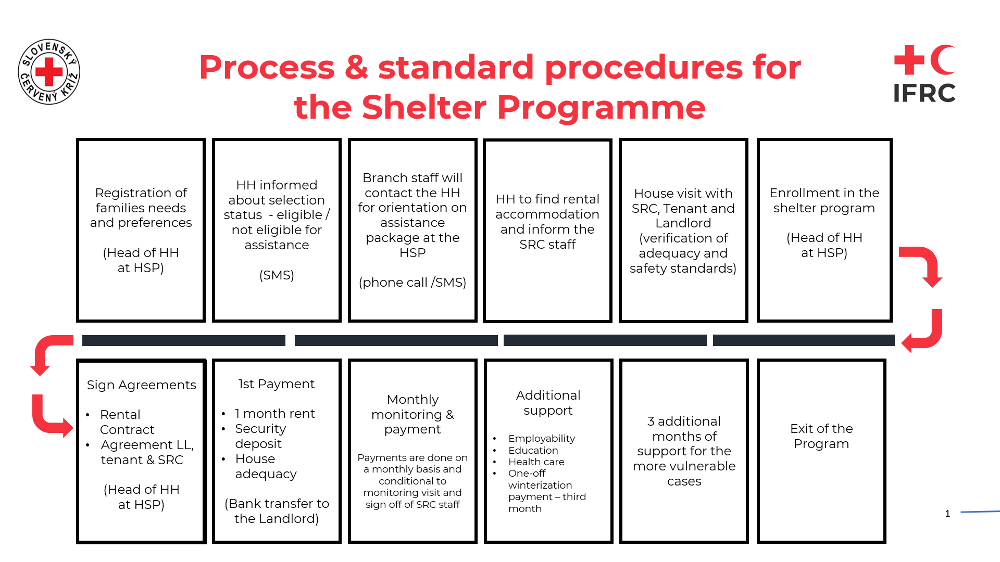 SLOVENSKÝ
ČERVENÝ KRÍŽ
Process & standard procedures for
the Shelter Programme
IFRC
Registration of
families needs
and preferences
(Head of HH
at HSP)
HH informed
about selection
status - eligible /
not eligible for
assistance
(SMS)
Branch staff will
contact the HH
for orientation on
assistance
package at the
HSP
(phone call /SMS)
HH to find rental
accommodation
and inform the
SRC staff
House visit with
SRC, Tenant and
Landlord
(verification of
adequacy and
safety standards)
Enrollment in the
shelter program
(Head of HH
at HSP)
Sign Agreements
• Rental
Contract
• Agreement LL,
tenant & SRC
(Head of HH
at HSP)
1st Payment
• 1 month rent
• Security
deposit
• House
adequacy
(Bank transfer to
the Landlord)
Monthly
monitoring &
payment
Payments are done on
a monthly basis and
conditional to
monitoring visit and
sign off of SRC staff
Additional
support
• Employability
• Education
• Health care
• One-off
winterization
payment – third
month
3 additional
months of
support for the
more vulnerable
cases
Exit of the
Program
1